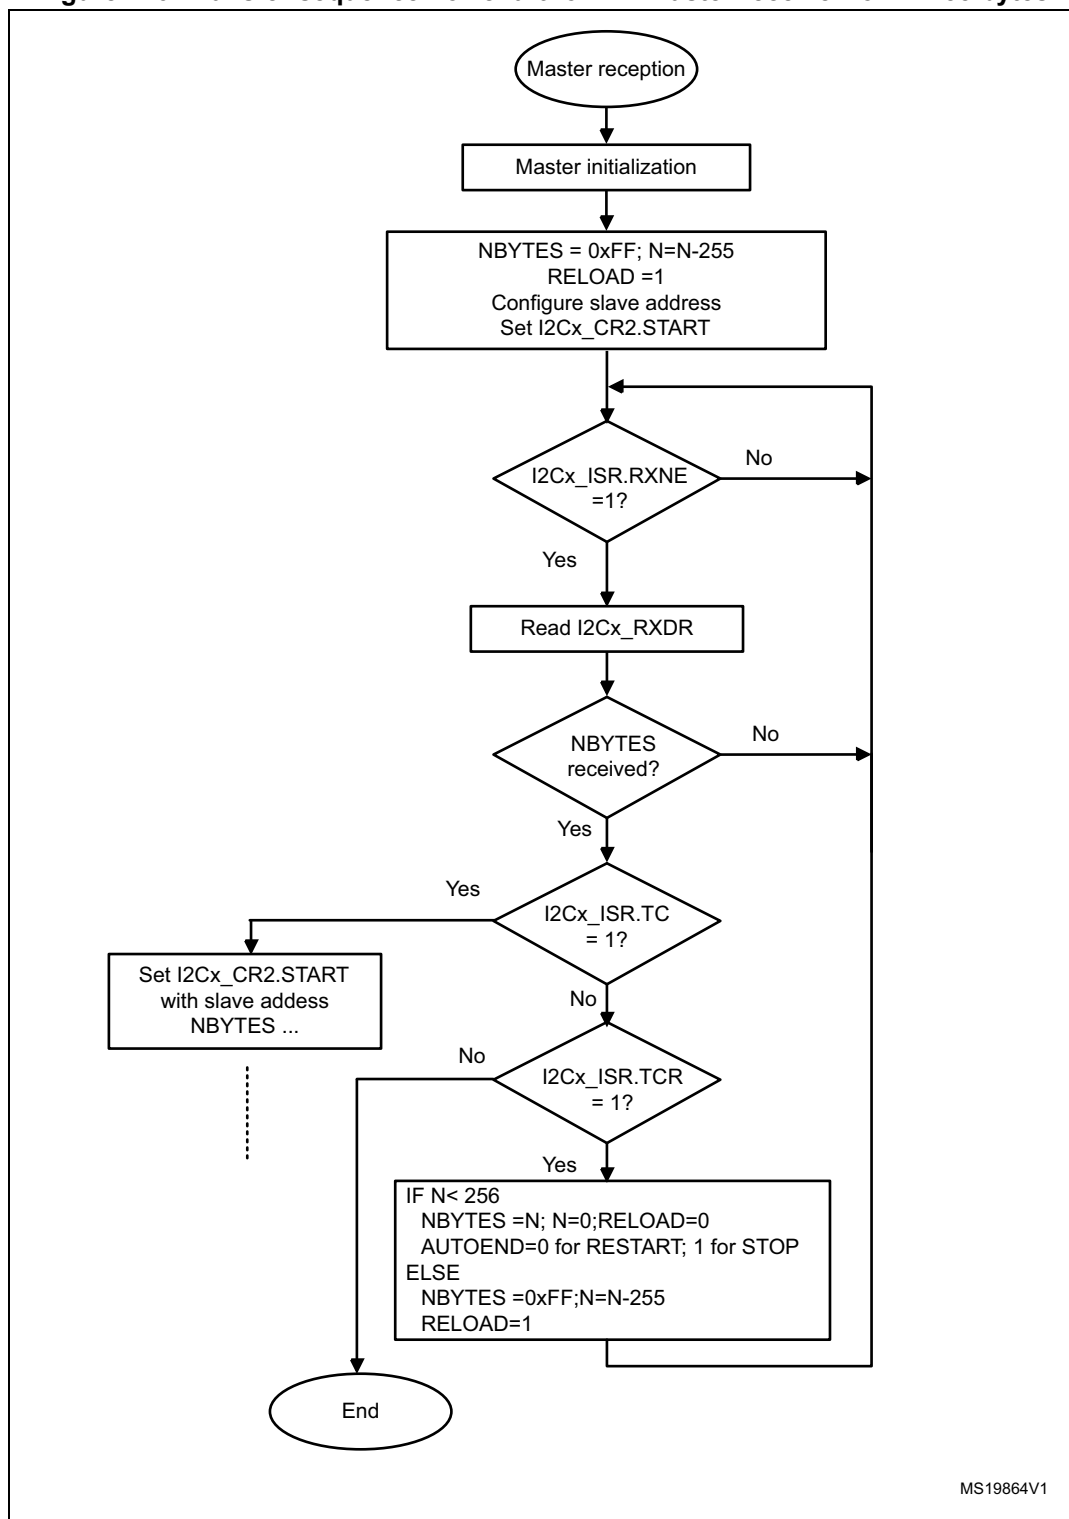 Master reception
Master initialization
NBYTES = 0xFF; N=N-255
RELOAD =1
Configure slave address
Set I2Cx_CR2.START
I2Cx_ISR.RXNE
=1?
No
Yes
Read I2Cx_RXDR
NBYTES
received?
No
Yes
I2Cx_ISR.TC
= 1?
Yes
Set I2Cx_CR2.START
with slave addess
NBYTES ...
No
I2Cx_ISR.TCR
= 1?
No
Yes
IF N< 256
NBYTES =N; N=0;RELOAD=0
AUTOEND=0 for RESTART; 1 for STOP
ELSE
NBYTES =0xFF;N=N-255
RELOAD=1
End
MS19864V1